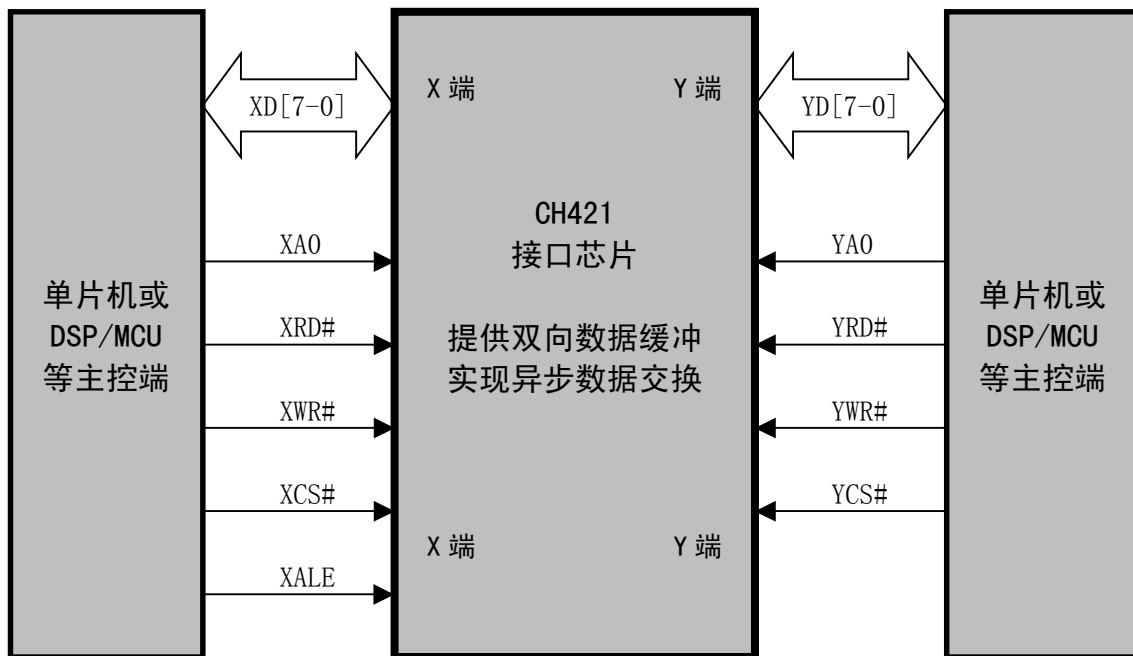 单片机或
DSP/MCU
等主控端
XD[7-0]
XA0
XRD#
XWR#
XCS#
XALE
X 端
Y 端
CH421
接口芯片
提供双向数据缓冲
实现异步数据交换
X 端
Y 端
YD[7-0]
YA0
YRD#
YWR#
YCS#
单片机或
DSP/MCU
等主控端